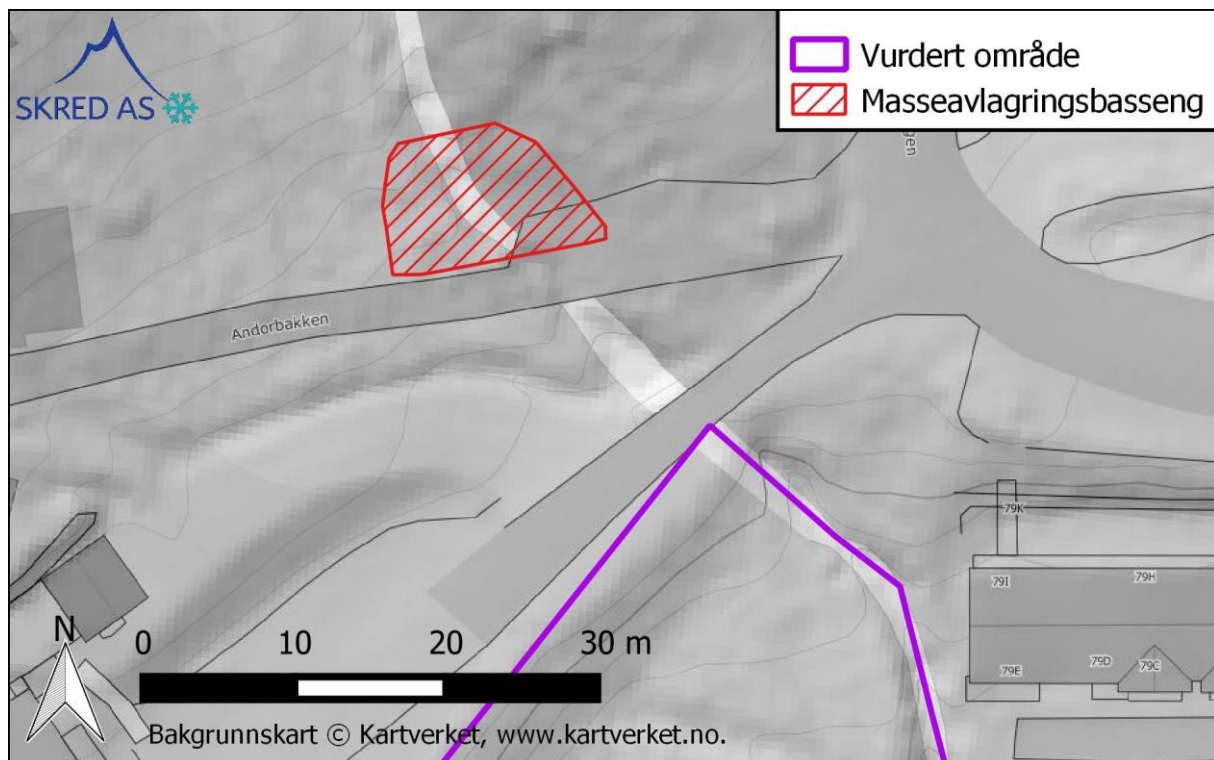 SKRED AS
Vurdert område
Masseavlagringsbasseng
gen
Andorbakken
79K
79I
79H
79E
79D
79C
N
0 10 20 30 m
Bakgrunnskart © Kartverket, www.kartverket.no.